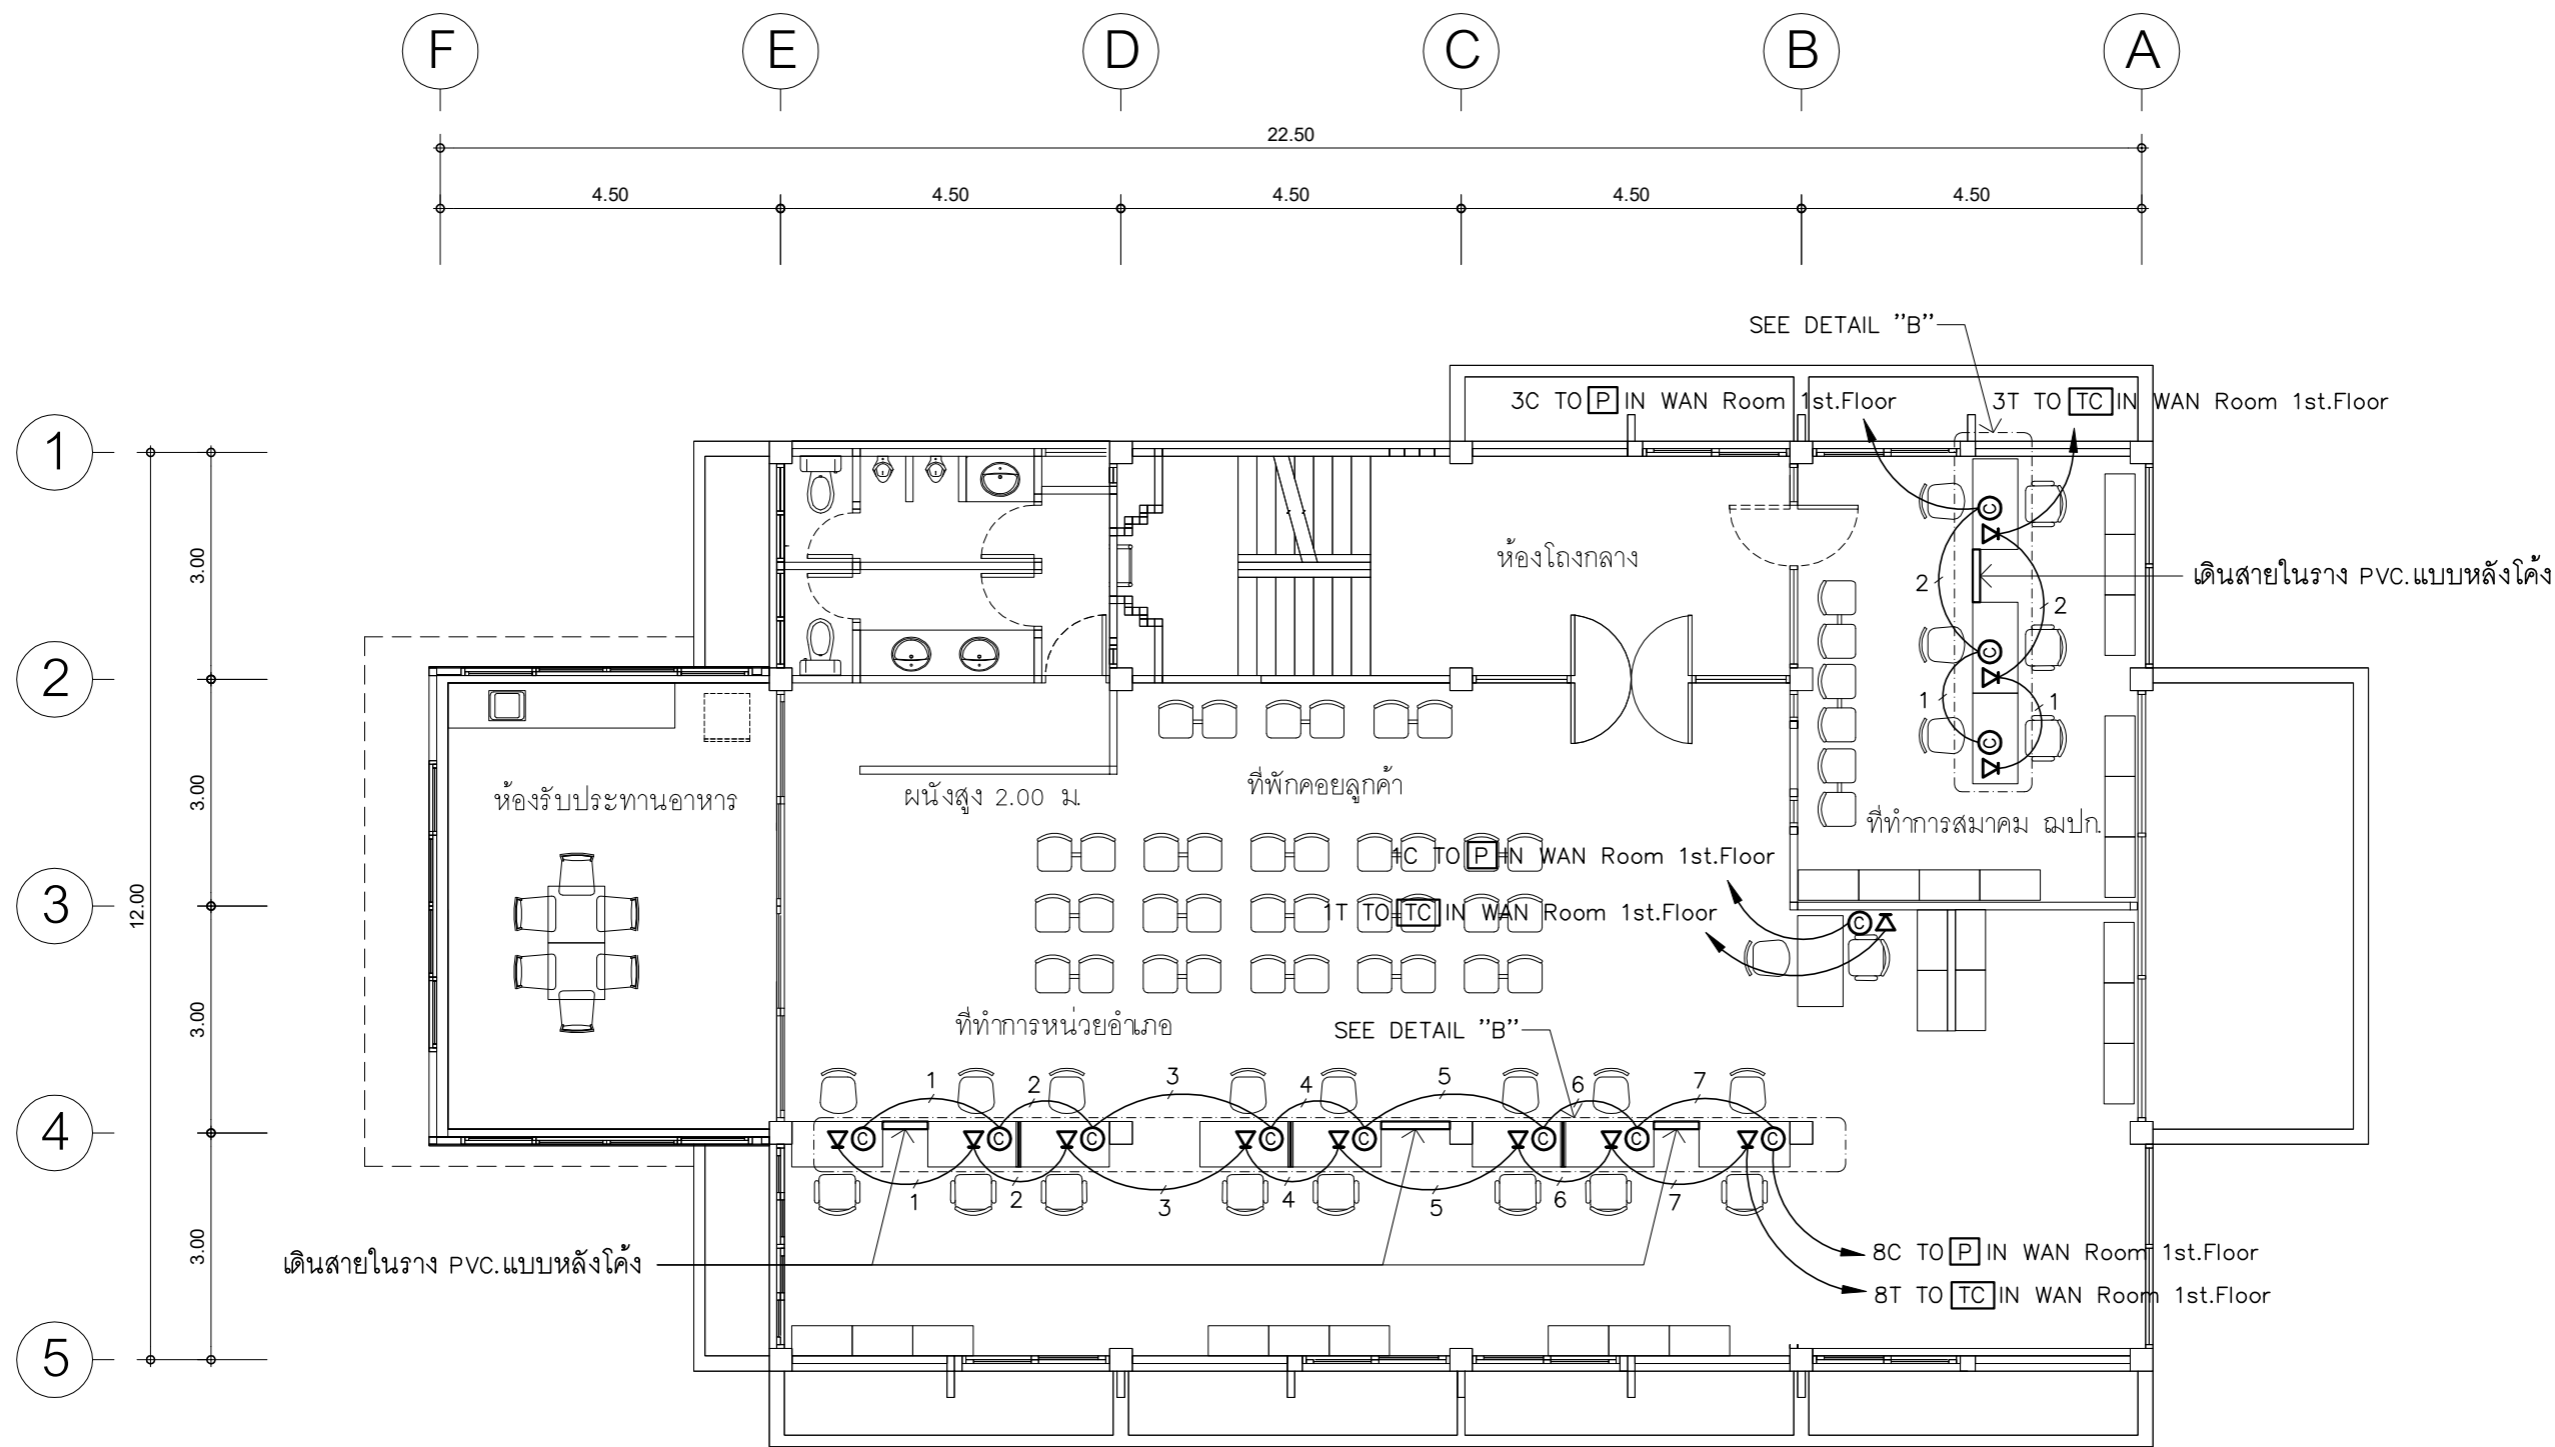 F
E
D
C
B
A
22.50
4.50
4.50
4.50
4.50
4.50
SEE DETAIL "B"
3C TO P IN WAN Room 1st.Floor
3T TO TC IN WAN Room 1st.Floor
1
2
3
4
5
3.00
3.00
3.00
3.00
12.00
ห้องโถงกลาง
เดินสายในราง PVC.แบบหลังโค้ง
C
2
2
C
1
1
C
ห้องรับประทานอาหาร
ผนังสูง 2.00 ม.
ที่พักคอยลูกค้า
ที่ทำการสมาคม ฌปก.
1C TO P IN WAN Room 1st.Floor
1T TO TC IN WAN Room 1st.Floor
C
ที่ทำการหน่วยอำเภอ
SEE DETAIL "B"
1
2
3
4
5
6
7
C
C
C
C
C
C
C
C
1
2
3
4
5
6
7
เดินสายในราง PVC.แบบหลังโค้ง
8C TO P IN WAN Room 1st.Floor
8T TO TC IN WAN Room 1st.Floor